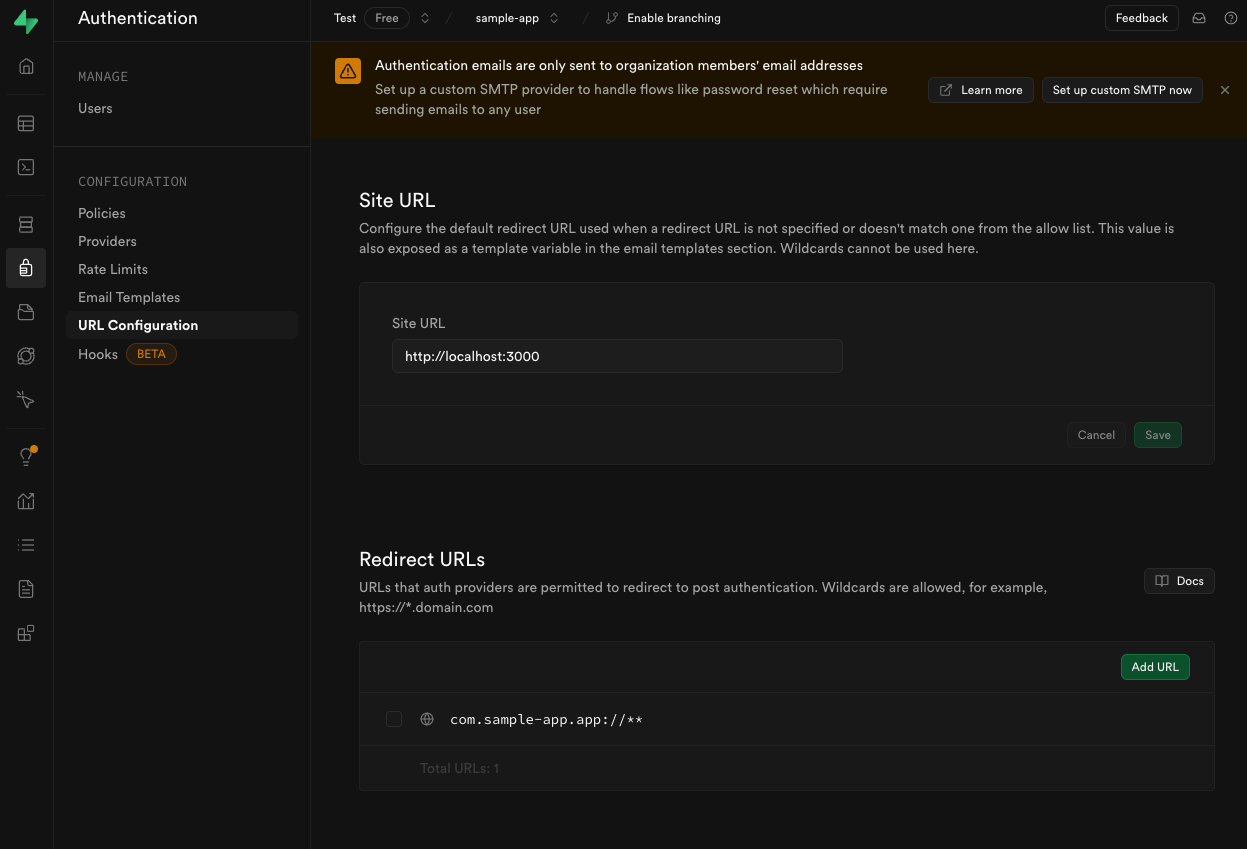 Authentication
Test Free / sample-app / Enable branching
Feedback
MANAGE
Users
CONFIGURATION
Policies
Providers
Rate Limits
Email Templates
URL Configuration
Hooks BETA
Authentication emails are only sent to organization members' email addresses
Set up a custom SMTP provider to handle flows like password reset which require
sending emails to any user
Learn more
Set up custom SMTP now
Site URL
Configure the default redirect URL used when a redirect URL is not specified or doesn't match one from the allow list. This value is
also exposed as a template variable in the email templates section. Wildcards cannot be used here.
Site URL
http://localhost:3000
Cancel
Save
Redirect URLs
URLs that auth providers are permitted to redirect to post authentication. Wildcards are allowed, for example,
https://*.domain.com
Docs
Add URL
com.sample-app.app://**
Total URLs: 1